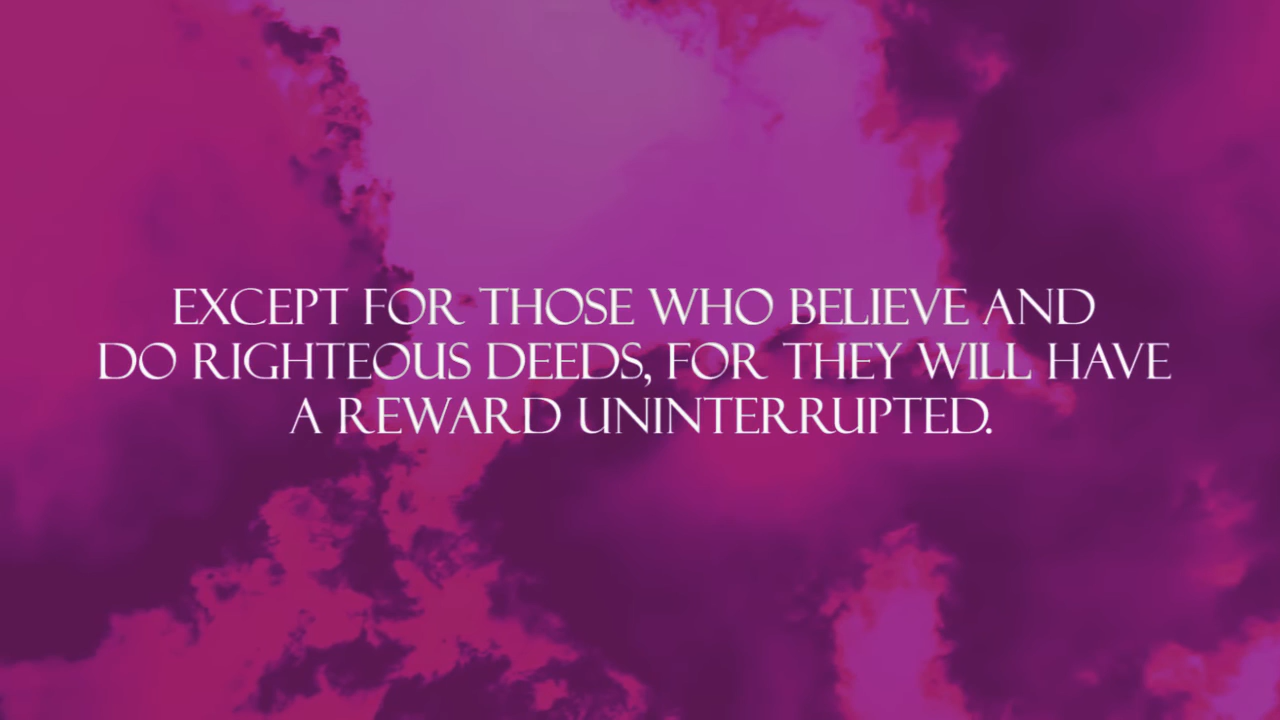 EXCEPT FOR THOSE WHO BELIEVE AND
DO RIGHTEOUS DEEDS, FOR THEY WILL HAVE
A REWARD UNINTERRUPTED.